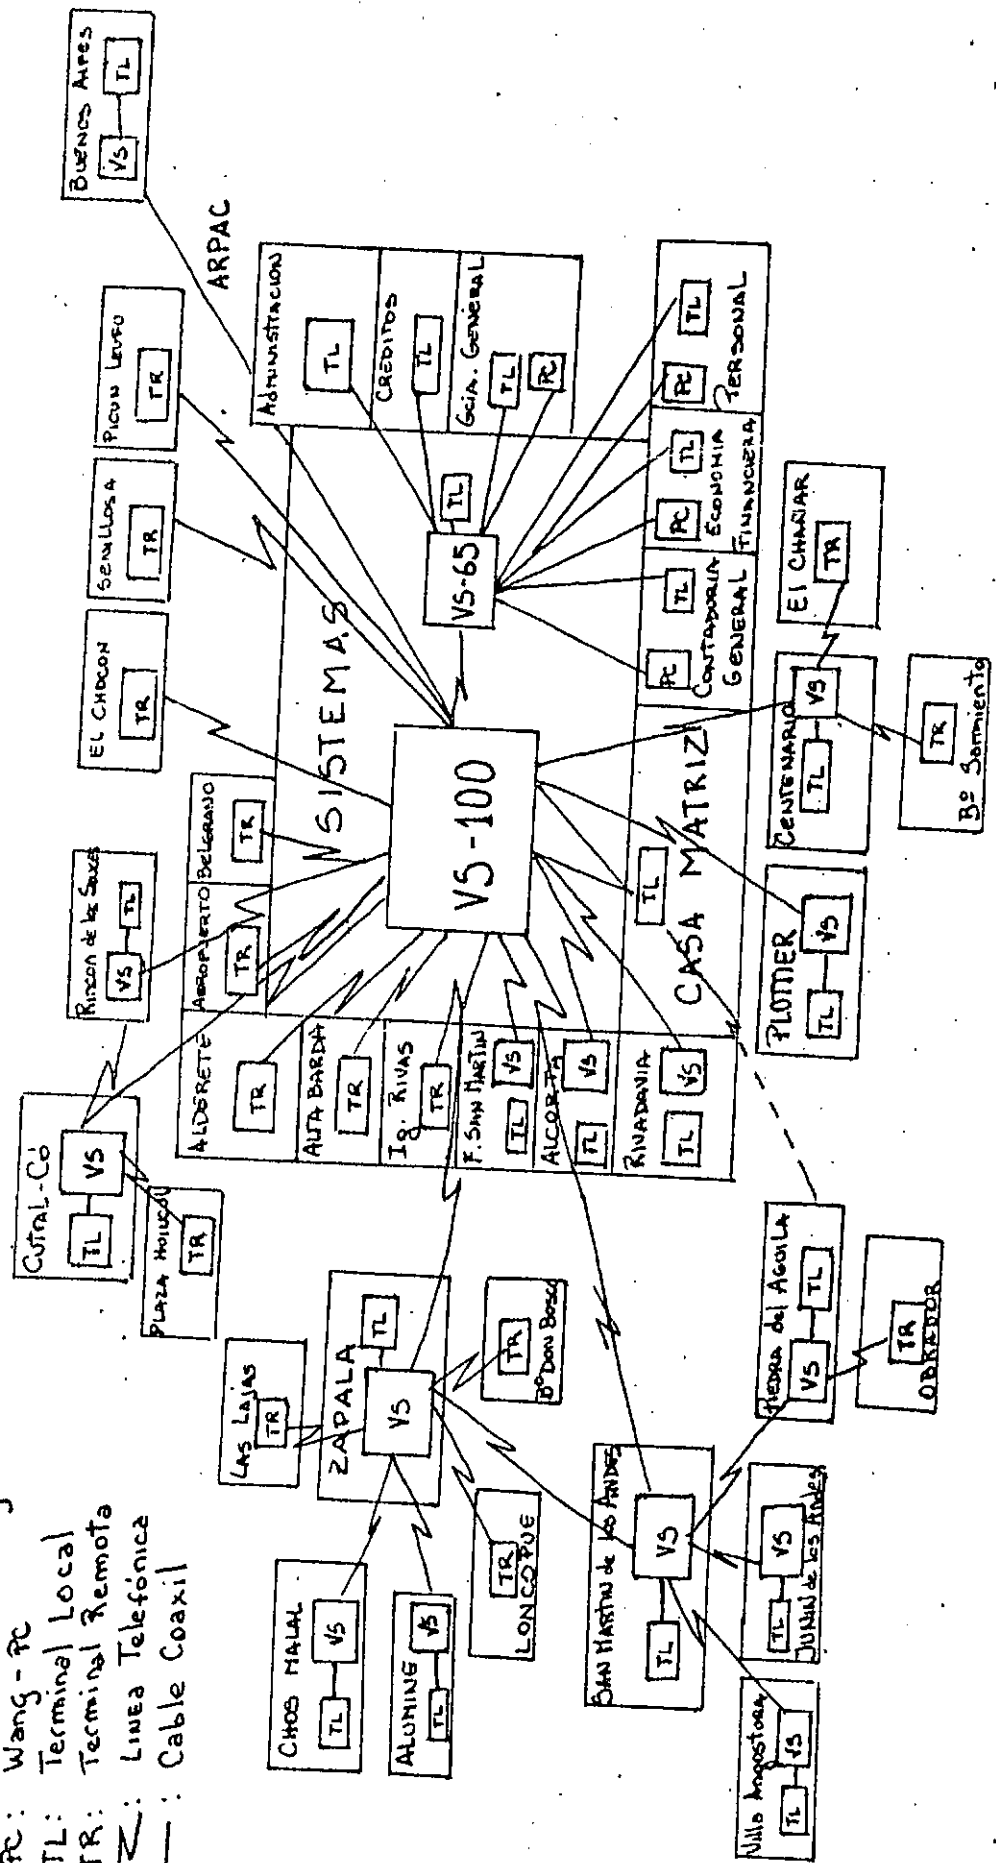 PC: Wang - PC
TL: Terminal Local
TR: Terminal Remota
: Linea Telefónica
: Cable Coaxil
BUENOS AIRES
VS
TL
ARPAC
PICUN LEUFU
TR
SENILLOSA
TR
EL CHOCON
TR
Rincon de los Sauces
VS
TL
CUTRAL-CO
TL
VS
PLAZA HUINCUL
TR
BELGRANO
TR
AEROPUERTO
TR
ALDERETE
TR
ALTA BARDA
TR
Ig. RIVAS
TR
F. SAN MARTIN
TL
VS
ALCORTA
TL
VS
RIVADAVIA
TL
VS
SISTEMAS
VS-100
VS-65
TL
Administracion
TL
CREDITOS
TL
Gcia. GENERAL
TL
PC
PERSONAL
PC
TL
ECONOMIA
FINANCIERA
PC
TL
CONTADURIA
GENERAL
PC
TL
CASA MATRIZ
TL
LAS LAJAS
TR
ZAPALA
VS
TL
Bº DON BOSCO
TR
CHOS MALAL
TL
VS
ALUMINE
TL
VS
LONCOPUE
TR
SAN MARTIN de los ANDES
TL
VS
PIEDRA del AGUILA
VS
TL
OBRADOR
TR
JUNIN de los Andes
TL
VS
Villa Angostora
TL
VS
PLOTTIER
TL
VS
CENTENARIO
TL
VS
El CHAÑAR
TR
Bº Sarmiento
TR